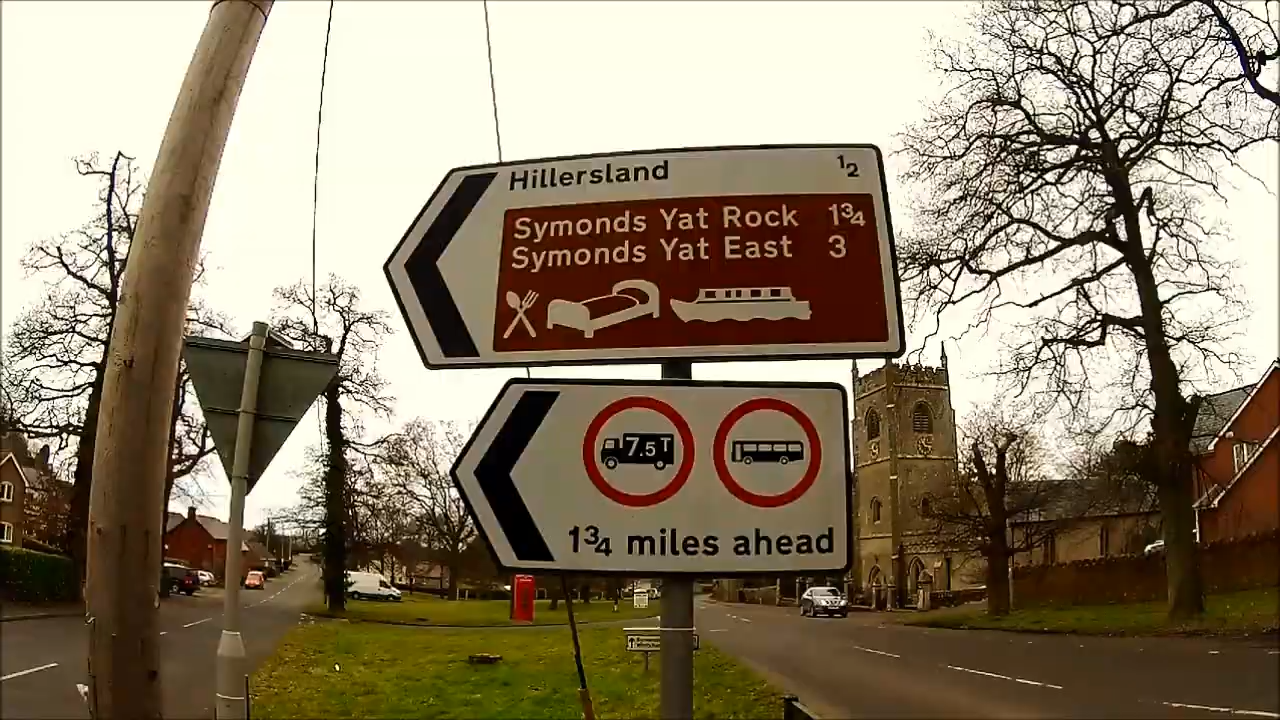 Hillersland ½
Symonds Yat Rock 1¾
Symonds Yat East 3
7.5T
1¾ miles ahead